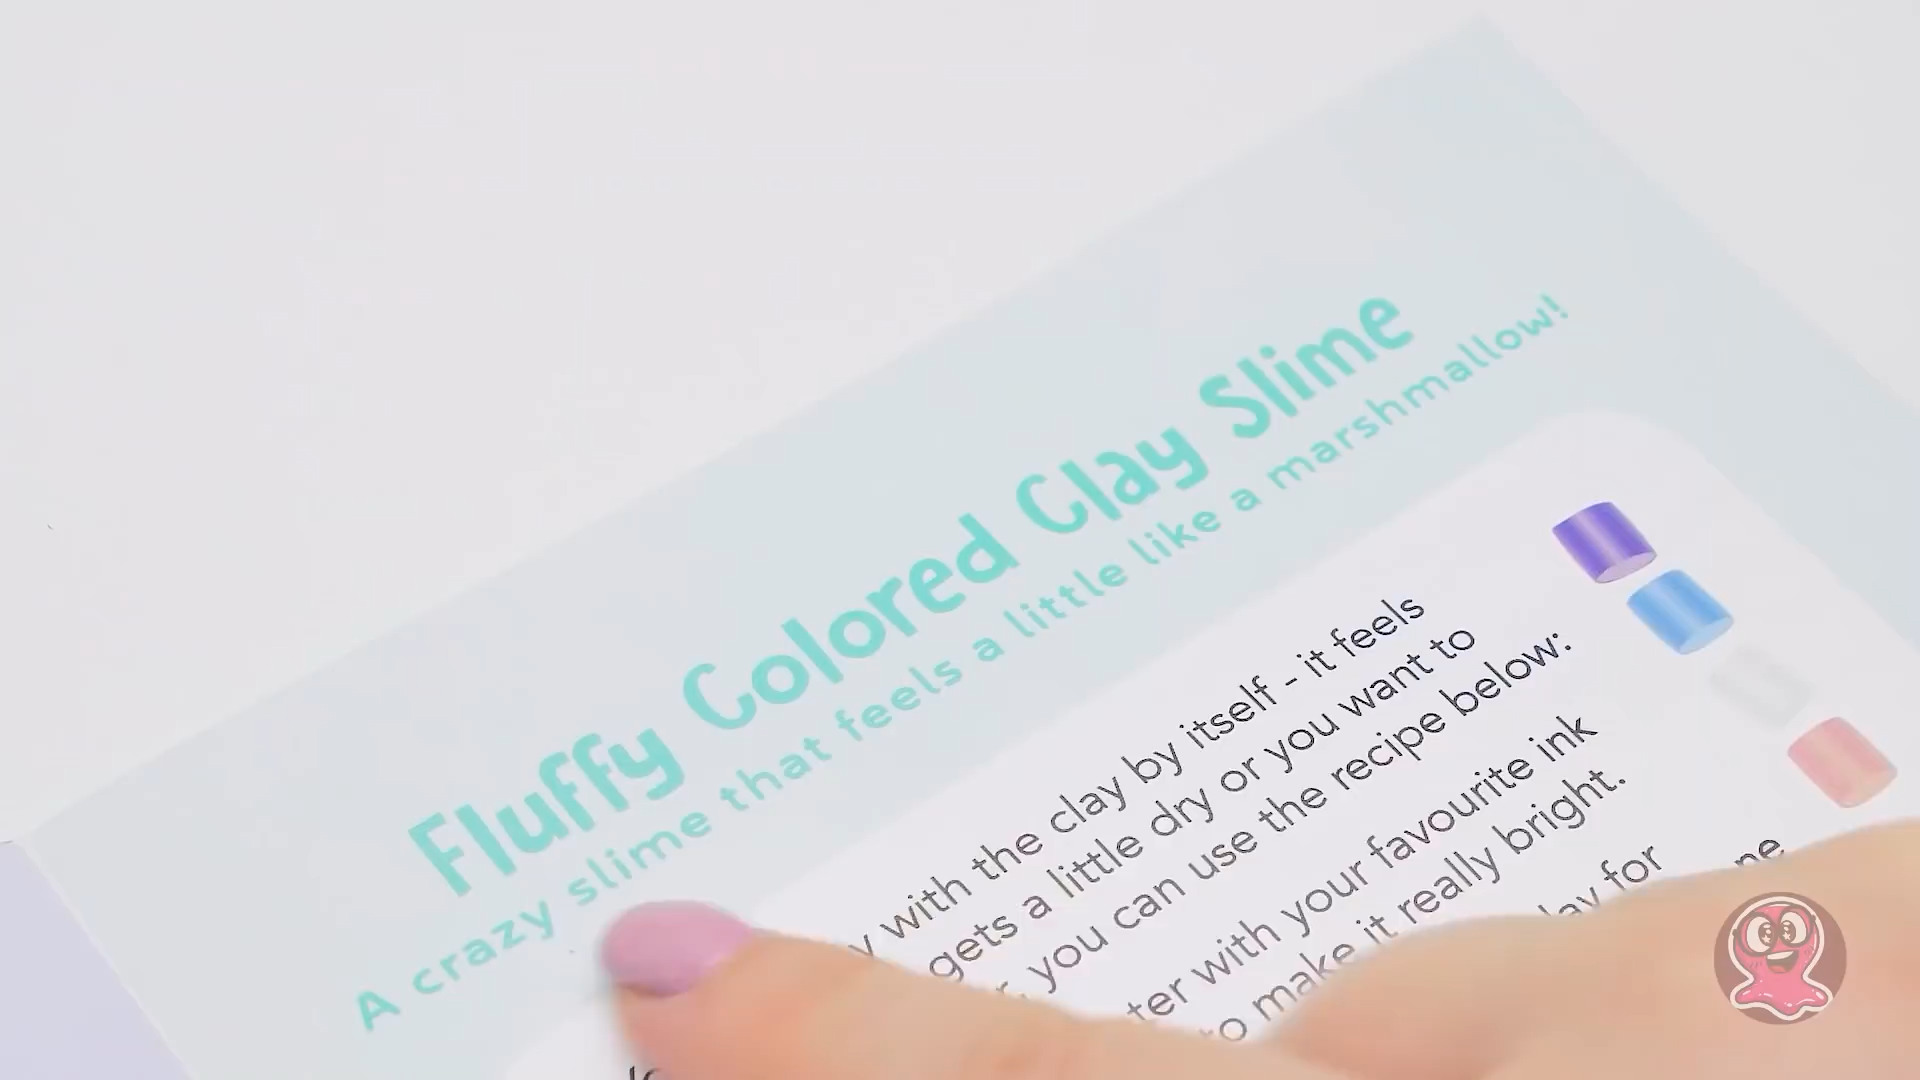 Fluffy Colored Clay Slime
A crazy slime that feels a little like a marshmallow!
with the clay by itself - it feels
gets a little dry or you want to
you can use the recipe below:
with your favourite ink
to make it really bright.
for